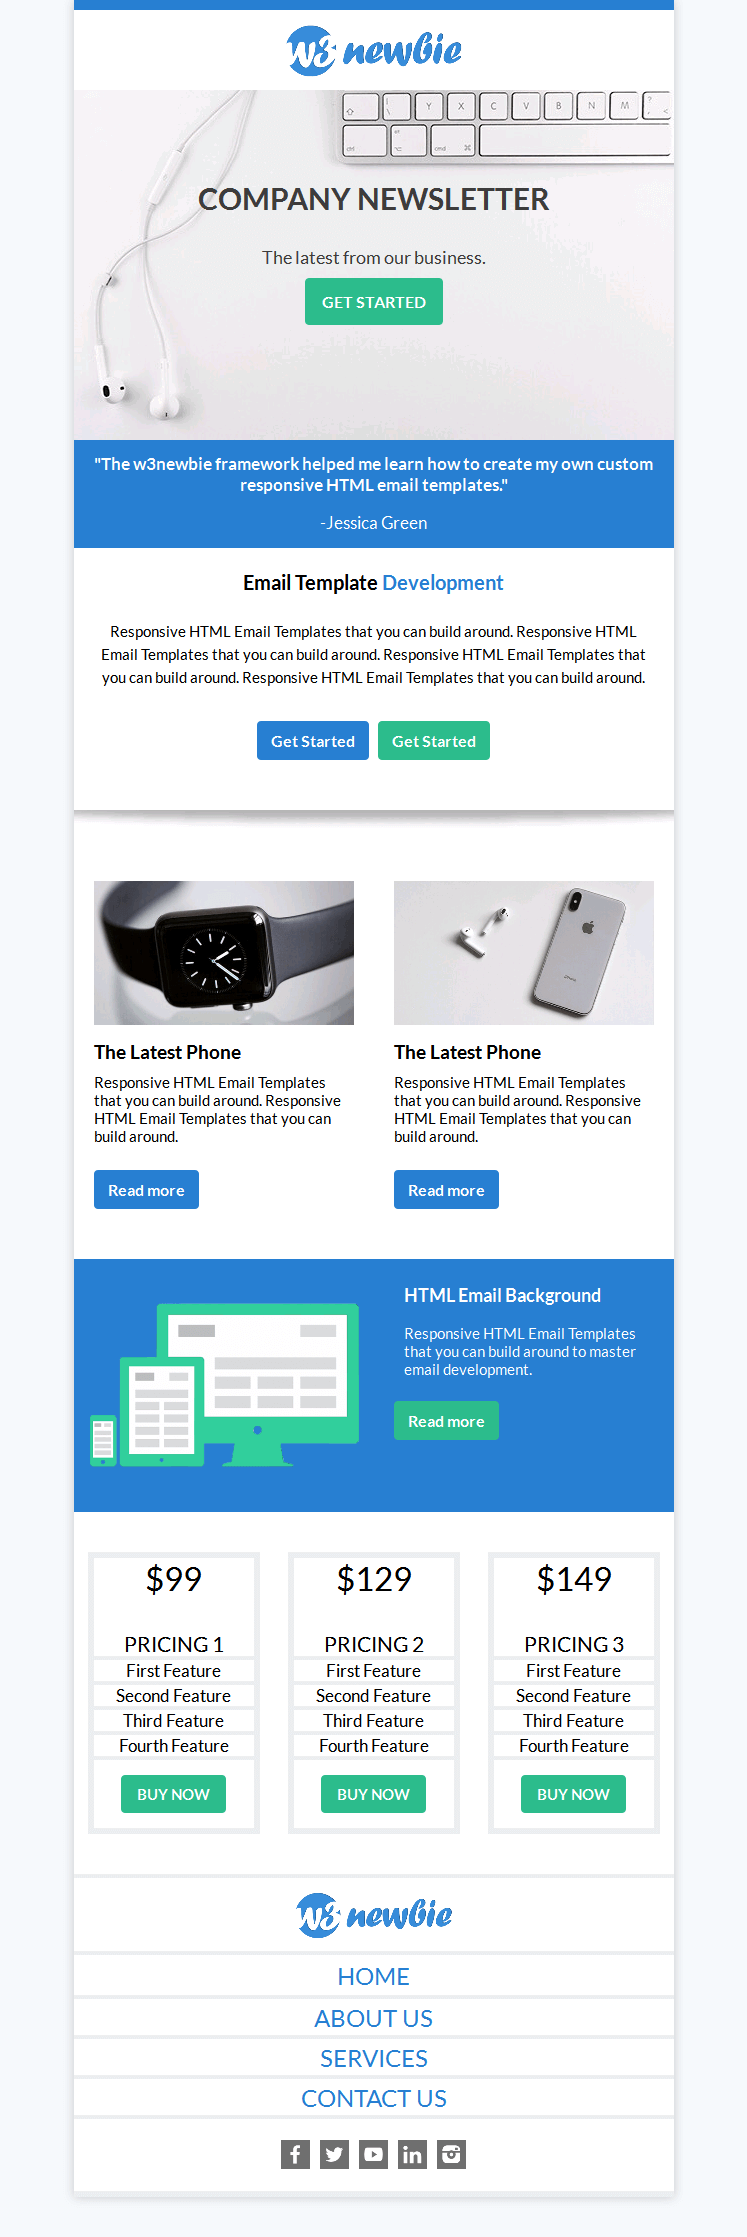 w3 newbie
Y X C V B N M ? < >
ctrl alt cmd ⌘
COMPANY NEWSLETTER
The latest from our business.
GET STARTED
"The w3newbie framework helped me learn how to create my own custom
responsive HTML email templates."
-Jessica Green
Email Template Development
Responsive HTML Email Templates that you can build around. Responsive HTML
Email Templates that you can build around. Responsive HTML Email Templates that
you can build around. Responsive HTML Email Templates that you can build around.
Get Started Get Started
The Latest Phone
Responsive HTML Email Templates
that you can build around. Responsive
HTML Email Templates that you can
build around.
Read more
The Latest Phone
Responsive HTML Email Templates
that you can build around. Responsive
HTML Email Templates that you can
build around.
Read more
HTML Email Background
Responsive HTML Email Templates
that you can build around to master
email development.
Read more
$99
PRICING 1
First Feature
Second Feature
Third Feature
Fourth Feature
BUY NOW
$129
PRICING 2
First Feature
Second Feature
Third Feature
Fourth Feature
BUY NOW
$149
PRICING 3
First Feature
Second Feature
Third Feature
Fourth Feature
BUY NOW
w3 newbie
HOME
ABOUT US
SERVICES
CONTACT US